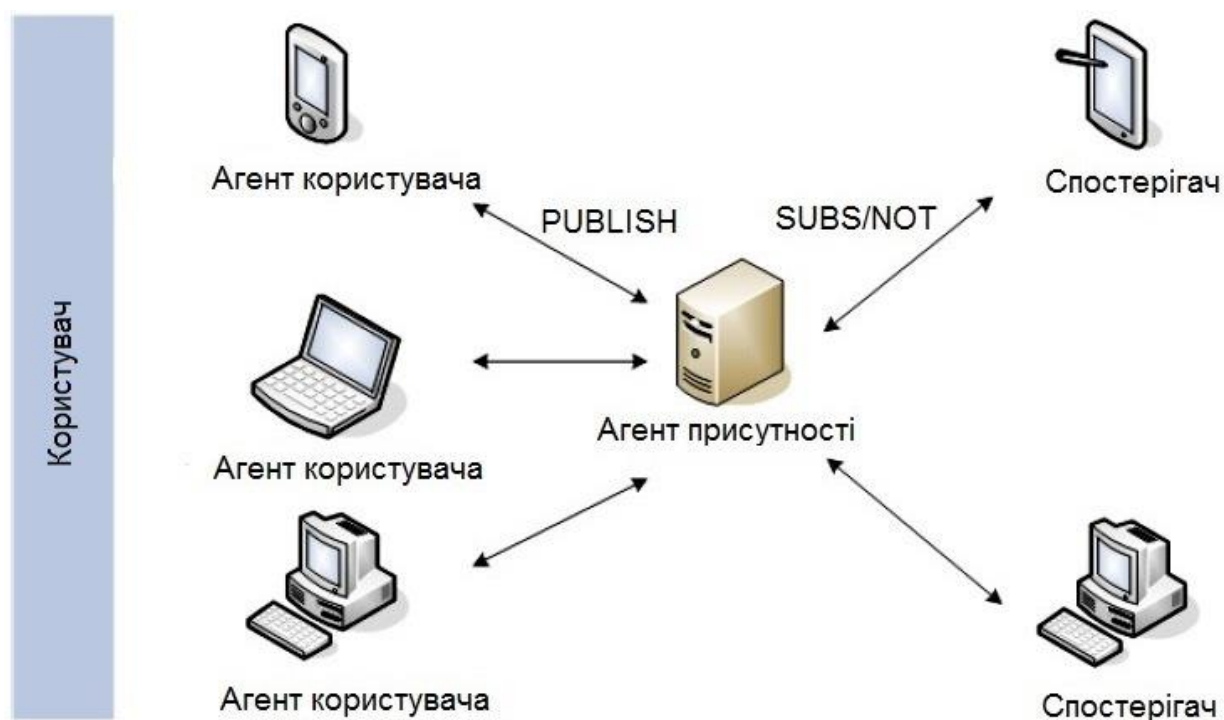 Користувач
Агент користувача
Спостерігач
PUBLISH
SUBS/NOT
Агент присутності
Агент користувача
Агент користувача
Спостерігач